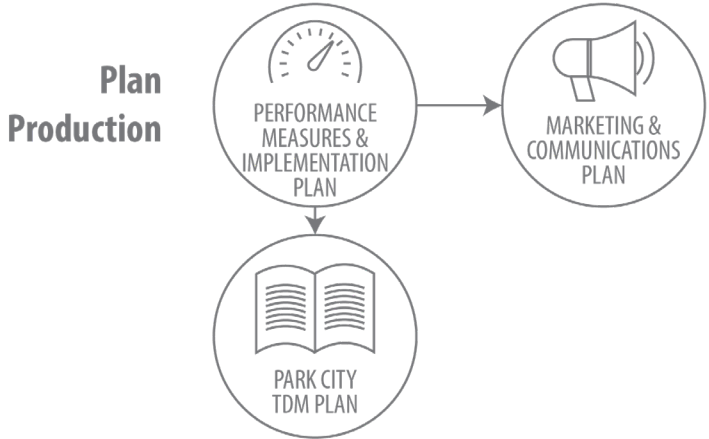 Plan
Production
PERFORMANCE
MEASURES &
IMPLEMENTATION
PLAN
MARKETING &
COMMUNICATIONS
PLAN
PARK CITY
TDM PLAN